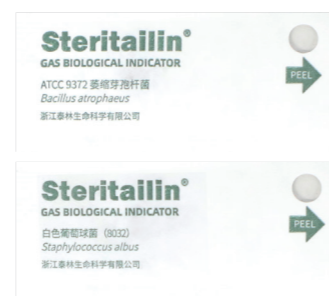 Steritailin®
GAS BIOLOGICAL INDICATOR
ATCC 9372 萎缩芽孢杆菌
Bacillus atrophaeus
浙江泰林生命科学有限公司
PEEL
Steritailin®
GAS BIOLOGICAL INDICATOR
白色葡萄球菌（8032）
Staphylococcus albus
浙江泰林生命科学有限公司
PEEL